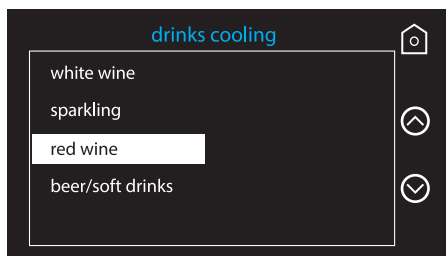 drinks cooling
white wine
sparkling
red wine
beer/soft drinks